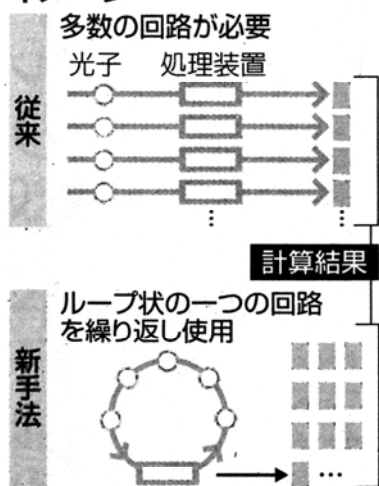 多数の回路が必要
光子 処理装置
従来
計算結果
ループ状の一つの回路
を繰り返し使用
新手法